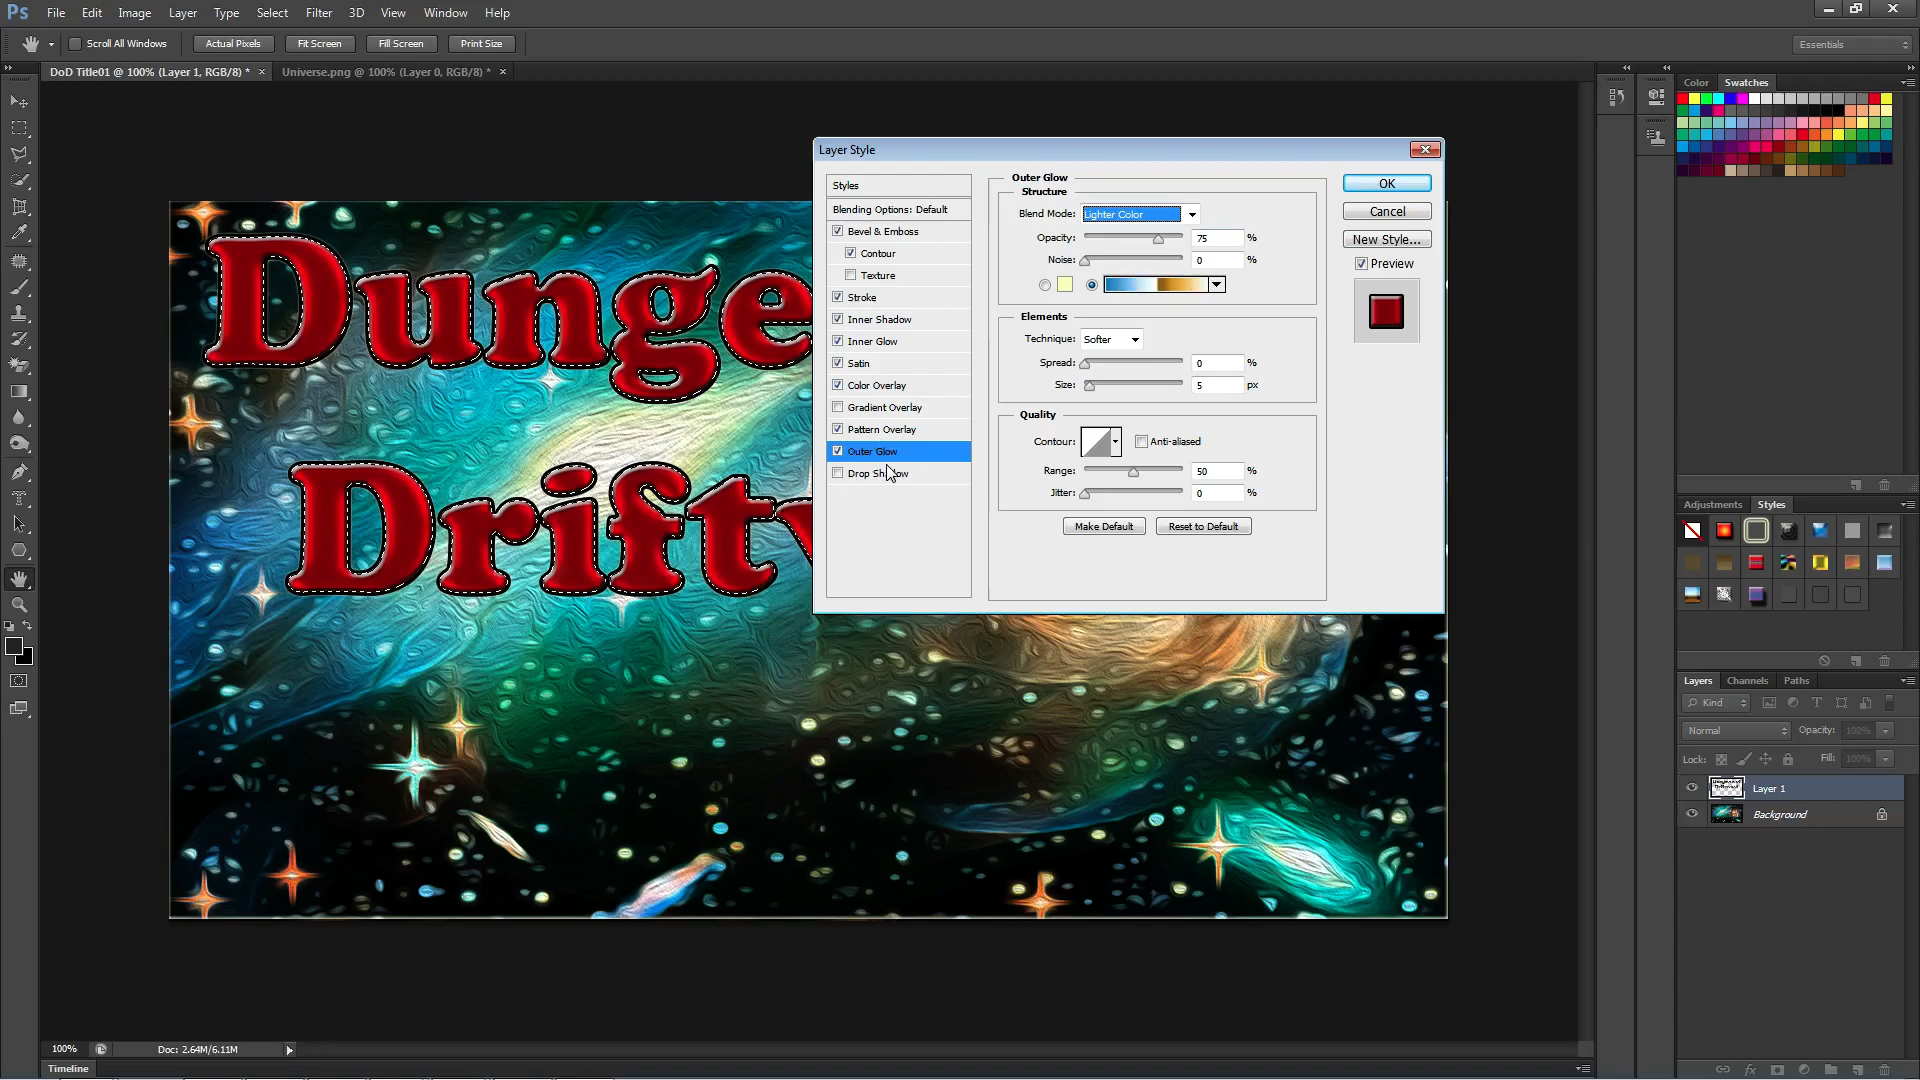 Ps File Edit Image Layer Type Select Filter 3D View Window Help
Scroll All Windows Actual Pixels Fit Screen Fill Screen Print Size Essentials
DoD Title01 @ 100% (Layer 1, RGB/8) * × Universe.png @ 100% (Layer 0, RGB/8) * ×
Color Swatches
Dunge
Drift
Layer Style
Styles
Blending Options: Default
Bevel & Emboss
Contour
Texture
Stroke
Inner Shadow
Inner Glow
Satin
Color Overlay
Gradient Overlay
Pattern Overlay
Outer Glow
Drop Shadow
Outer Glow
Structure
Blend Mode: Lighter Color
Opacity: 75 %
Noise: 0 %
Elements
Technique: Softer
Spread: 0 %
Size: 5 px
Quality
Contour: Anti-aliased
Range: 50 %
Jitter: 0 %
Make Default Reset to Default
OK
Cancel
New Style...
Preview
Adjustments Styles
Layers Channels Paths
Kind
Normal Opacity: 100%
Lock: Fill: 100%
Layer 1
Background
100% Doc: 2.64M/6.11M
Timeline